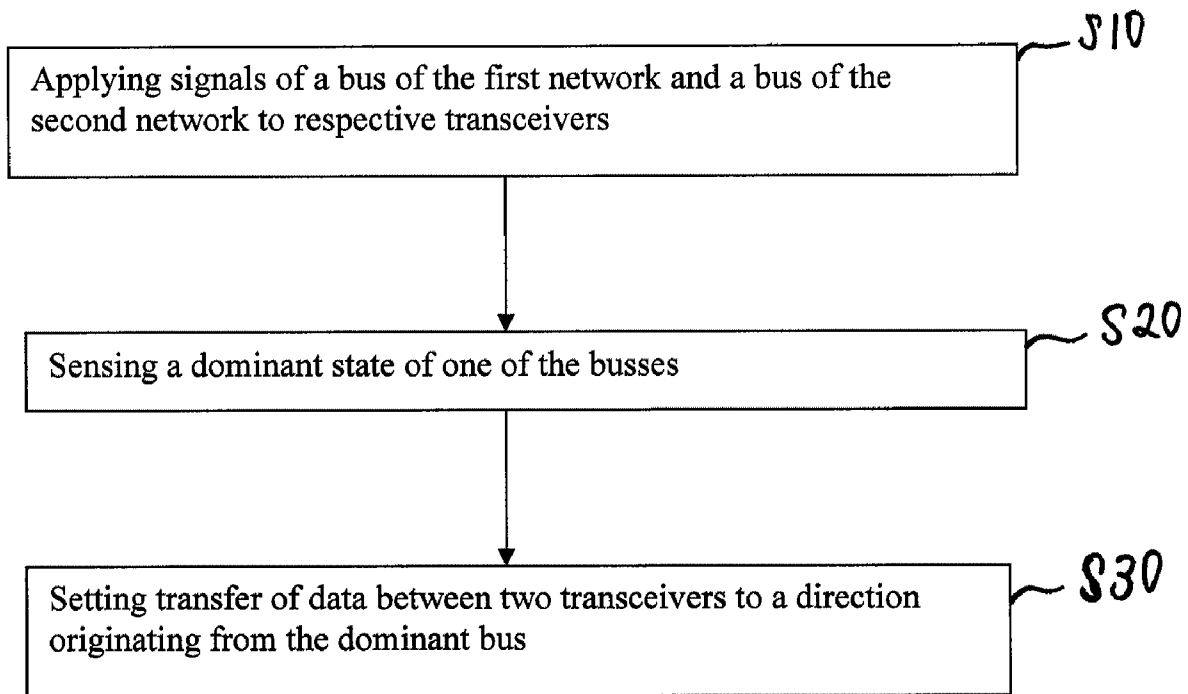 S10
Applying signals of a bus of the first network and a bus of the
second network to respective transceivers
S20
Sensing a dominant state of one of the busses
S30
Setting transfer of data between two transceivers to a direction
originating from the dominant bus